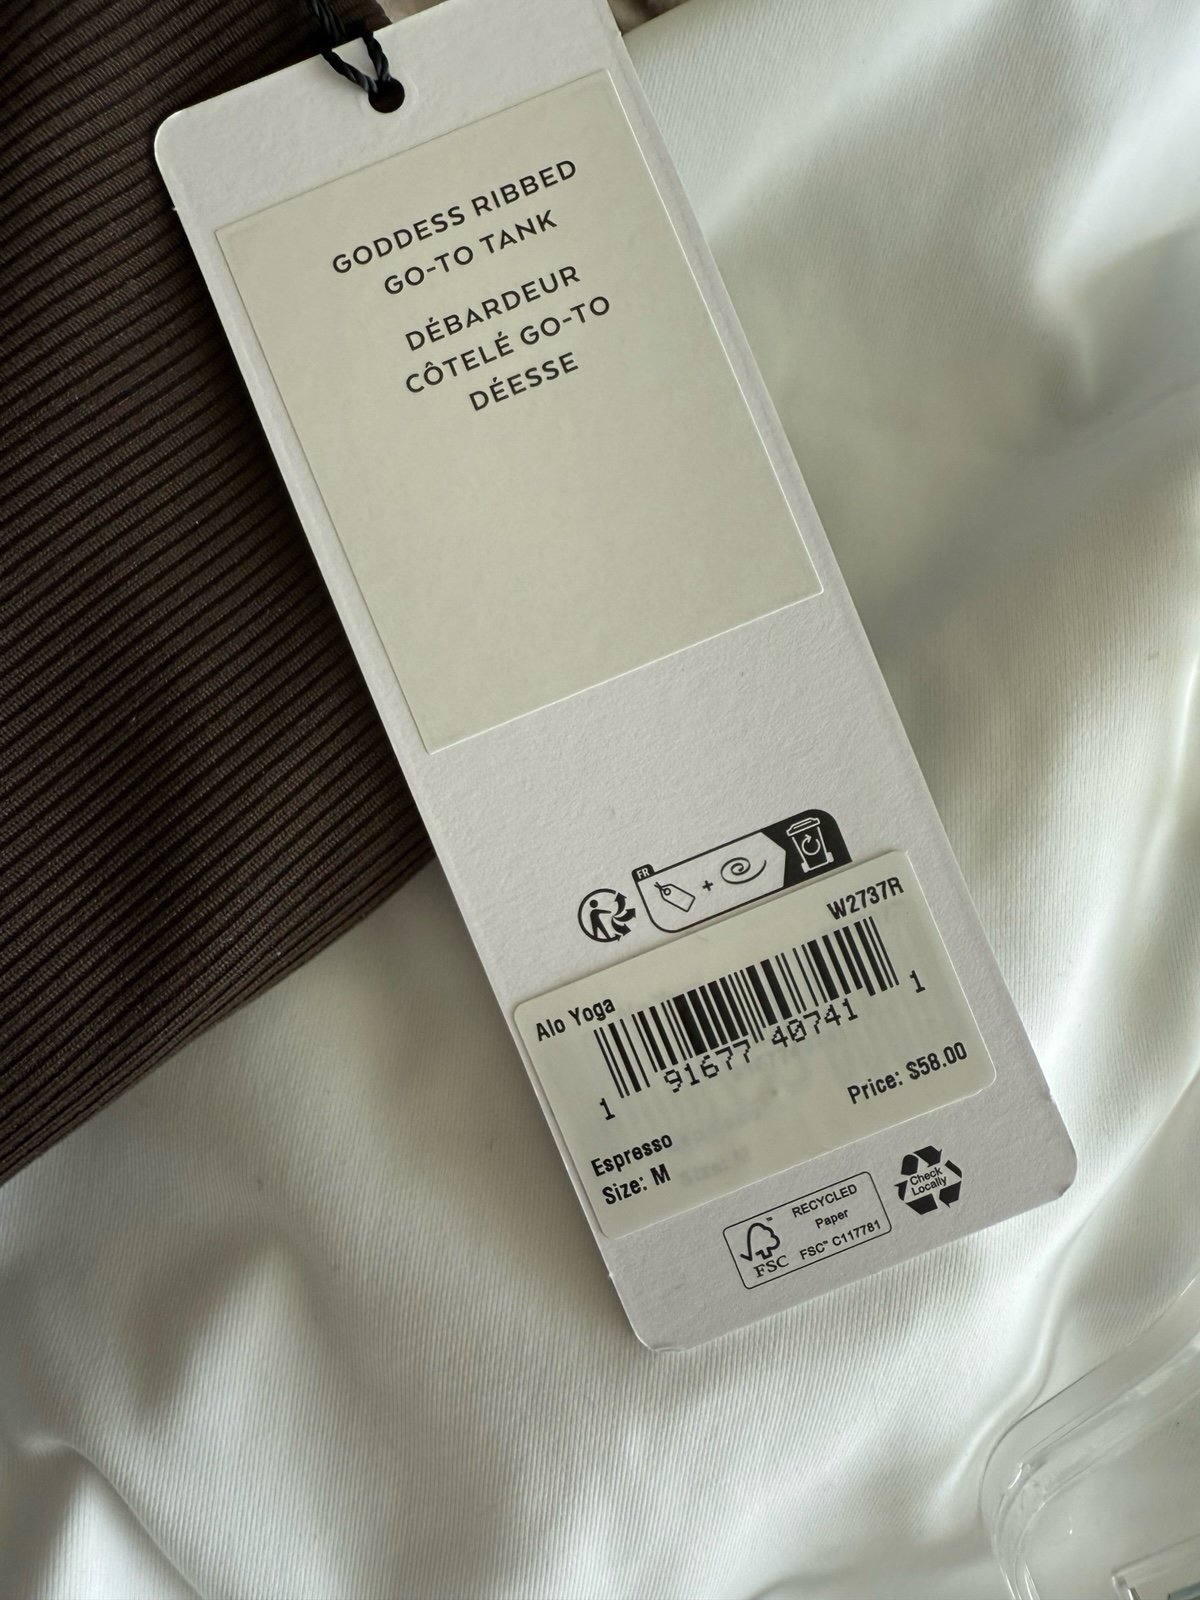 GODDESS RIBBED
GO-TO TANK
DÉBARDEUR
CÔTELÉ GO-TO
DÉESSE
FR
+
W2737R
Alo Yoga
1 91677 40741 1
Price: $58.00
Espresso
Size: M
RECYCLED
Paper
FSC™ C117781
FSC
Check
Locally